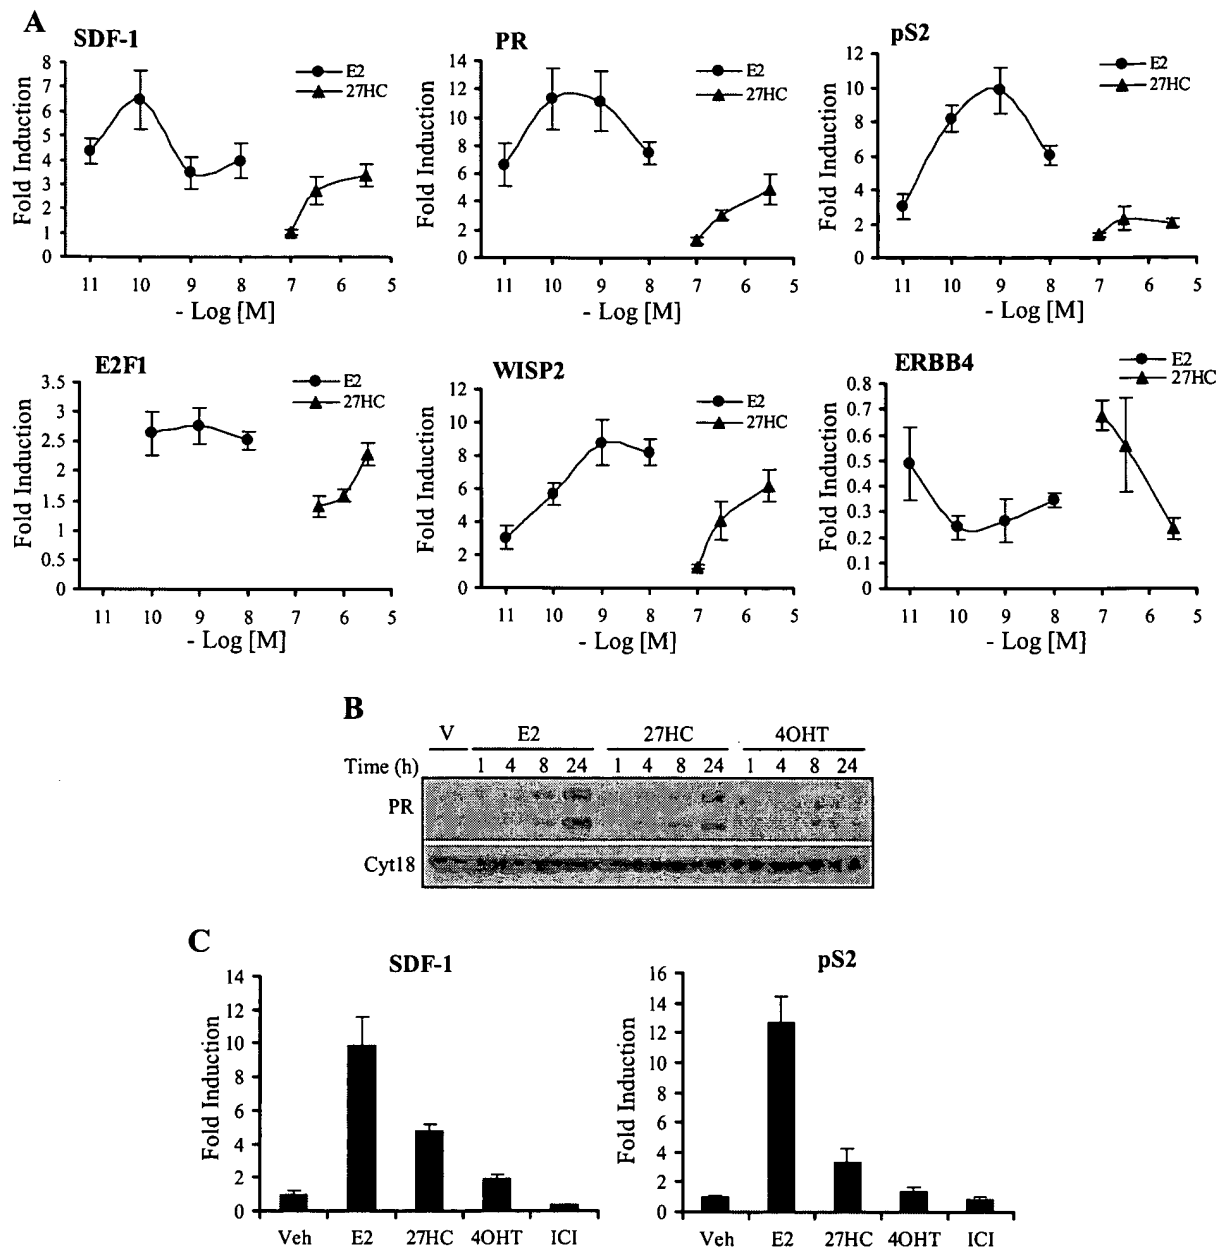 A
SDF-1
E2
27HC
Fold Induction
8
7
6
5
4
3
2
1
0
11 10 9 8 7 6 5
- Log [M]
PR
E2
27HC
Fold Induction
14
12
10
8
6
4
2
0
11 10 9 8 7 6 5
- Log [M]
pS2
E2
27HC
Fold Induction
12
10
8
6
4
2
0
11 10 9 8 7 6 5
- Log [M]
E2F1
E2
27HC
Fold Induction
3.5
3
2.5
2
1.5
1
0.5
0
11 10 9 8 7 6 5
- Log [M]
WISP2
E2
27HC
Fold Induction
12
10
8
6
4
2
0
11 10 9 8 7 6 5
- Log [M]
ERBB4
E2
27HC
Fold Induction
0.8
0.7
0.6
0.5
0.4
0.3
0.2
0.1
0
11 10 9 8 7 6 5
- Log [M]
B
V E2 27HC 4OHT
Time (h) 1 4 8 24 1 4 8 24 1 4 8 24
PR
Cyt18
C
SDF-1
Fold Induction
14
12
10
8
6
4
2
0
Veh E2 27HC 4OHT ICI
pS2
Fold Induction
16
14
12
10
8
6
4
2
0
Veh E2 27HC 4OHT ICI